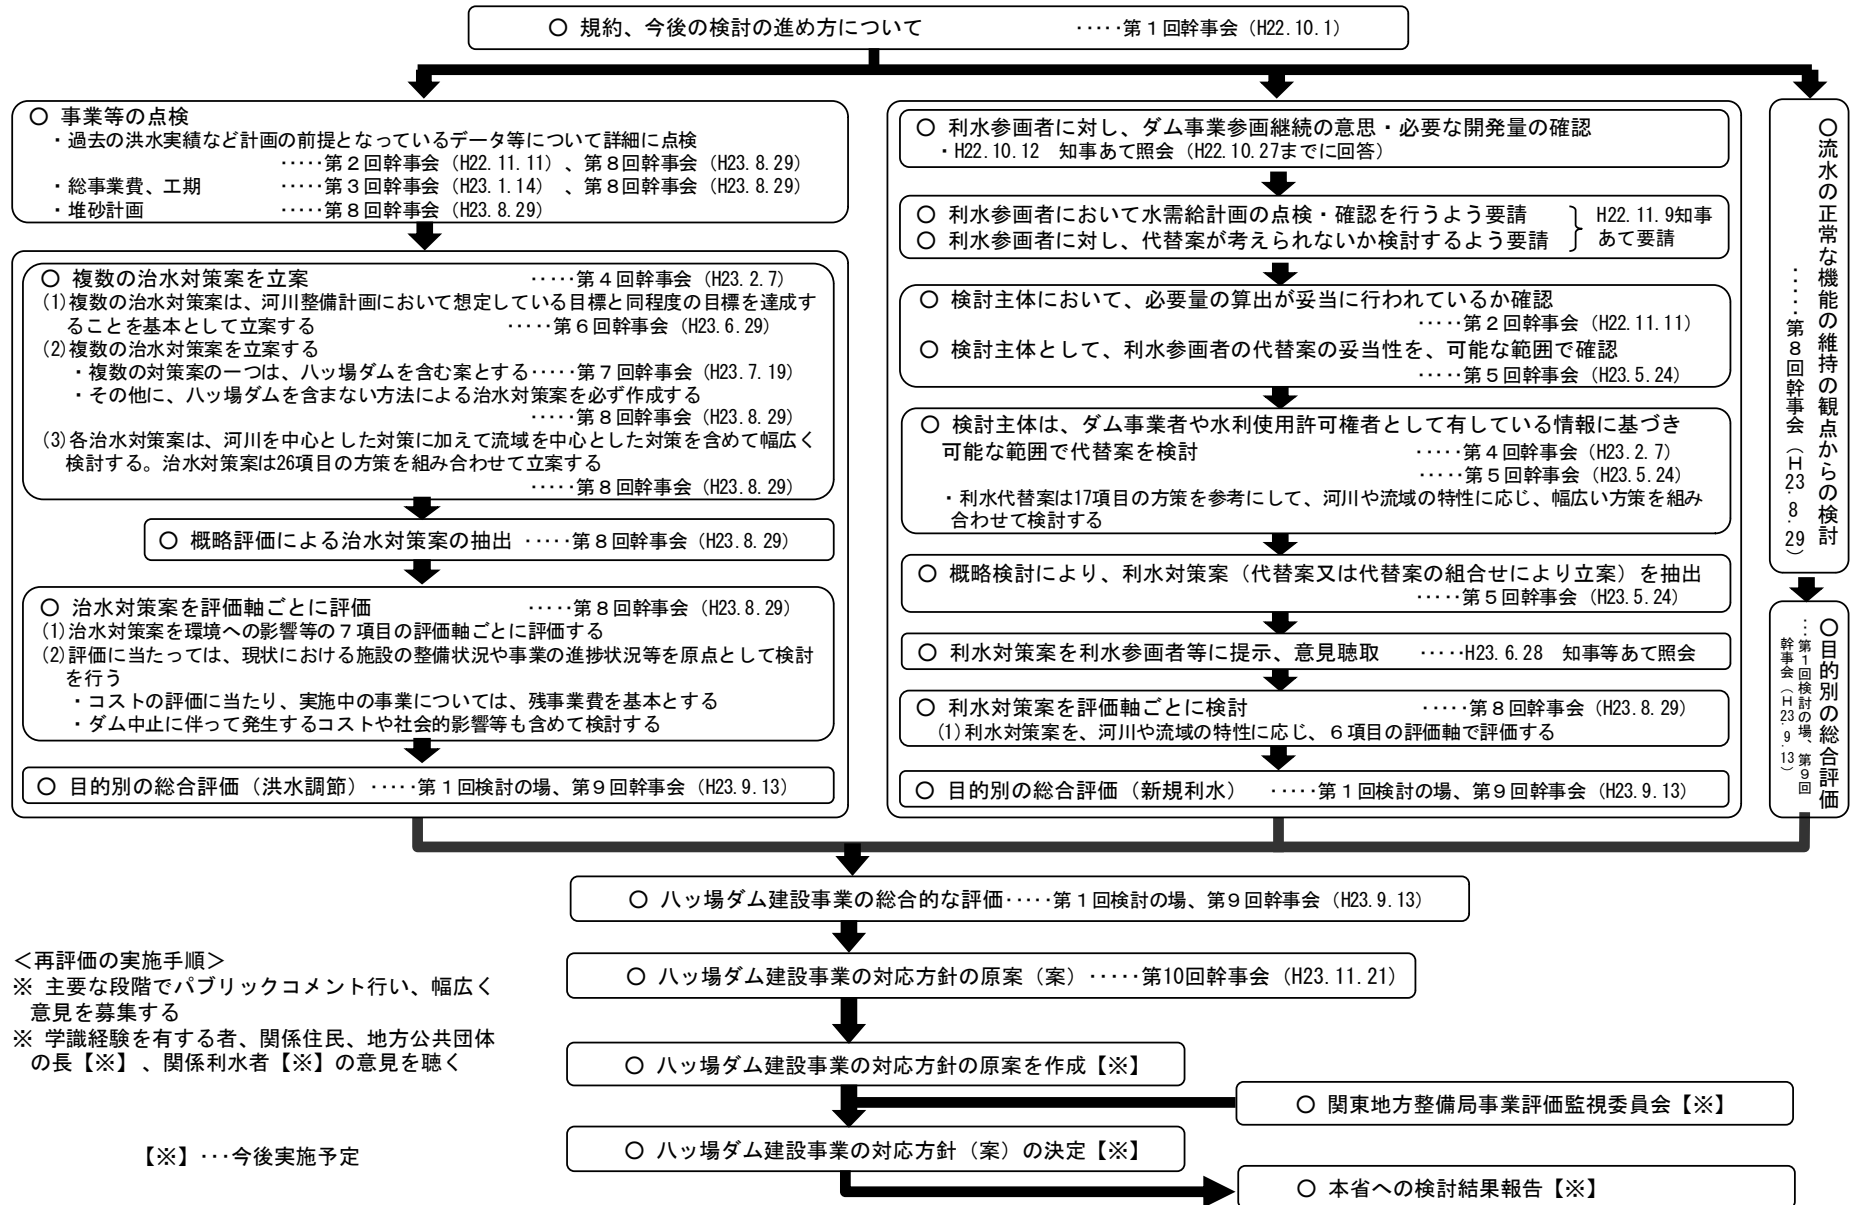 ○ 規約、今後の検討の進め方について ･････第１回幹事会（H22.10.1）
○ 事業等の点検
・過去の洪水実績など計画の前提となっているデータ等について詳細に点検
･････第２回幹事会（H22.11.11）、第８回幹事会（H23.8.29）
・総事業費、工期 ･････第３回幹事会（H23.1.14）、第８回幹事会（H23.8.29）
・堆砂計画 ･････第８回幹事会（H23.8.29）
○ 複数の治水対策案を立案 ･････第４回幹事会（H23.2.7）
(1)複数の治水対策案は、河川整備計画において想定している目標と同程度の目標を達成す
ることを基本として立案する ･････第６回幹事会（H23.6.29）
(2)複数の治水対策案を立案する
・複数の対策案の一つは、八ッ場ダムを含む案とする･････第７回幹事会（H23.7.19）
・その他に、八ッ場ダムを含まない方法による治水対策案を必ず作成する
･････第８回幹事会（H23.8.29）
(3)各治水対策案は、河川を中心とした対策に加えて流域を中心とした対策を含めて幅広く
検討する。治水対策案は26項目の方策を組み合わせて立案する
･････第８回幹事会（H23.8.29）
○ 概略評価による治水対策案の抽出 ･････第８回幹事会（H23.8.29）
○ 治水対策案を評価軸ごとに評価 ･････第８回幹事会（H23.8.29）
(1)治水対策案を環境への影響等の７項目の評価軸ごとに評価する
(2)評価に当たっては、現状における施設の整備状況や事業の進捗状況等を原点として検討
を行う
・コストの評価に当たり、実施中の事業については、残事業費を基本とする
・ダム中止に伴って発生するコストや社会的影響等も含めて検討する
○ 目的別の総合評価（洪水調節）･････第１回検討の場、第９回幹事会（H23.9.13）
○ 利水参画者に対し、ダム事業参画継続の意思・必要な開発量の確認
・H22.10.12 知事あて照会（H22.10.27までに回答）
○ 利水参画者において水需給計画の点検・確認を行うよう要請
○ 利水参画者に対し、代替案が考えられないか検討するよう要請
H22.11.9知事
あて要請
○ 検討主体において、必要量の算出が妥当に行われているか確認
･････第２回幹事会（H22.11.11）
○ 検討主体として、利水参画者の代替案の妥当性を、可能な範囲で確認
･････第５回幹事会（H23.5.24）
○ 検討主体は、ダム事業者や水利使用許可権者として有している情報に基づき
可能な範囲で代替案を検討 ･････第４回幹事会（H23.2.7）
･････第５回幹事会（H23.5.24）
・利水代替案は17項目の方策を参考にして、河川や流域の特性に応じ、幅広い方策を組み
合わせて検討する
○ 概略検討により、利水対策案（代替案又は代替案の組合せにより立案）を抽出
･････第５回幹事会（H23.5.24）
○ 利水対策案を利水参画者等に提示、意見聴取 ･････H23.6.28 知事等あて照会
○ 利水対策案を評価軸ごとに検討 ･････第８回幹事会（H23.8.29）
(1)利水対策案を、河川や流域の特性に応じ、６項目の評価軸で評価する
○ 目的別の総合評価（新規利水） ･････第１回検討の場、第９回幹事会（H23.9.13）
○流水の正常な機能の維持の観点からの検討
･････第８回幹事会（H23.8.29）
○目的別の総合評価
･･･第１回検討の場、第９回
幹事会（H23.9.13）
○ 八ッ場ダム建設事業の総合的な評価･････第１回検討の場、第９回幹事会（H23.9.13）
○ 八ッ場ダム建設事業の対応方針の原案（案）･････第10回幹事会（H23.11.21）
○ 八ッ場ダム建設事業の対応方針の原案を作成【※】
○ 関東地方整備局事業評価監視委員会【※】
○ 八ッ場ダム建設事業の対応方針（案）の決定【※】
○ 本省への検討結果報告【※】
＜再評価の実施手順＞
※ 主要な段階でパブリックコメント行い、幅広く
意見を募集する
※ 学識経験を有する者、関係住民、地方公共団体
の長【※】、関係利水者【※】の意見を聴く
【※】･･･今後実施予定